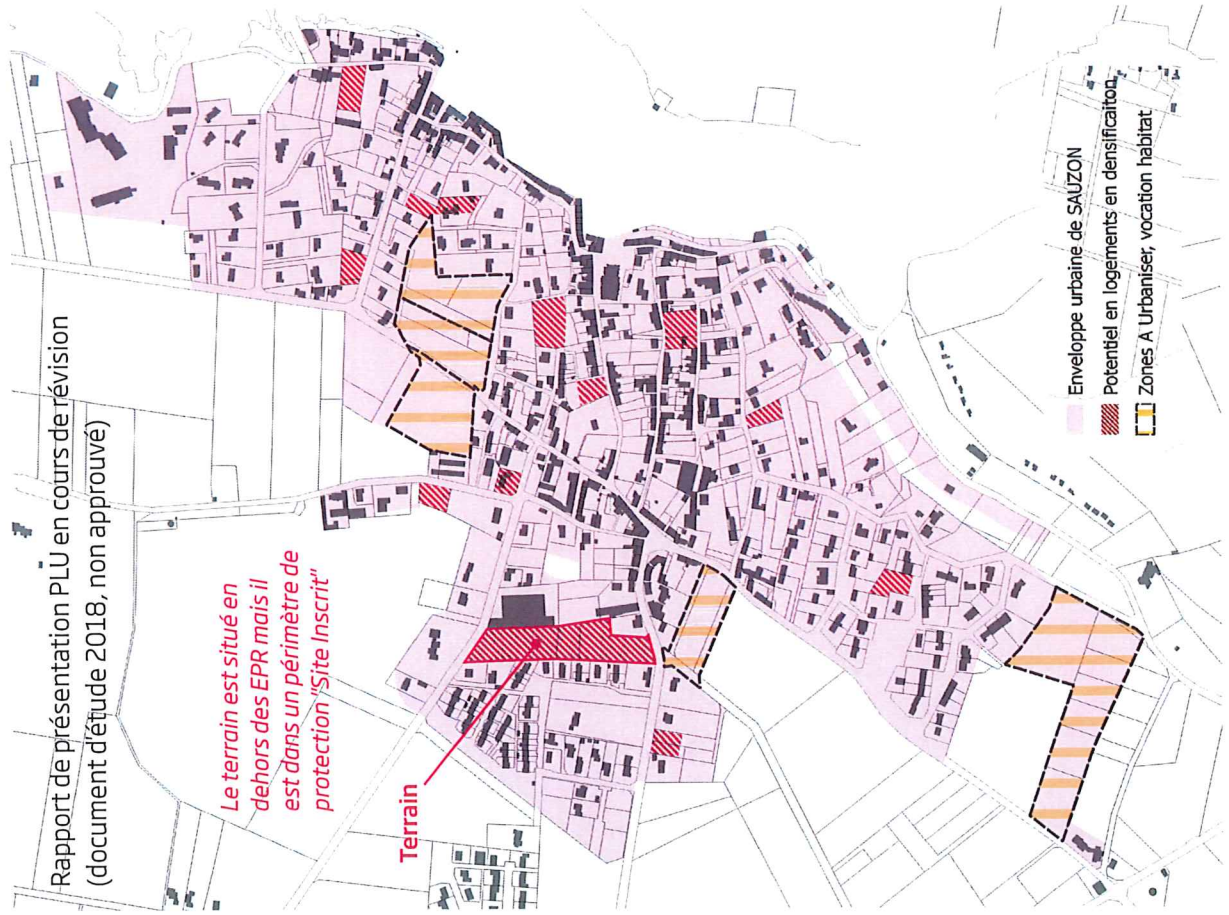 Rapport de présentation PLU en cours de révision
(document d'étude 2018, non approuvé)
Le terrain est situé en
dehors des EPR mais il
est dans un périmètre de
protection "Site Inscrit"
Terrain
Enveloppe urbaine de SAUZON
Potentiel en logements en densificaiton
Zones A Urbaniser, vocation habitat